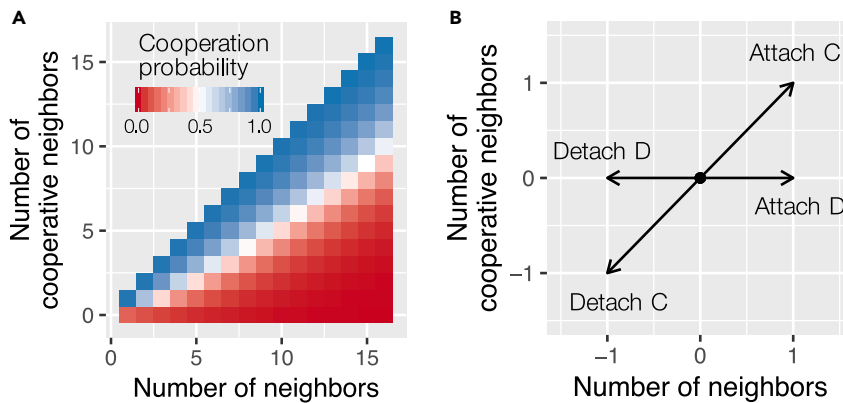 A
Number of
cooperative neighbors
15
10
5
0
Cooperation
probability
0.0 0.5 1.0
0 5 10 15
Number of neighbors
B
Number of
cooperative neighbors
1
0
−1
Attach C
Detach D
Attach D
Detach C
−1 0 1
Number of neighbors